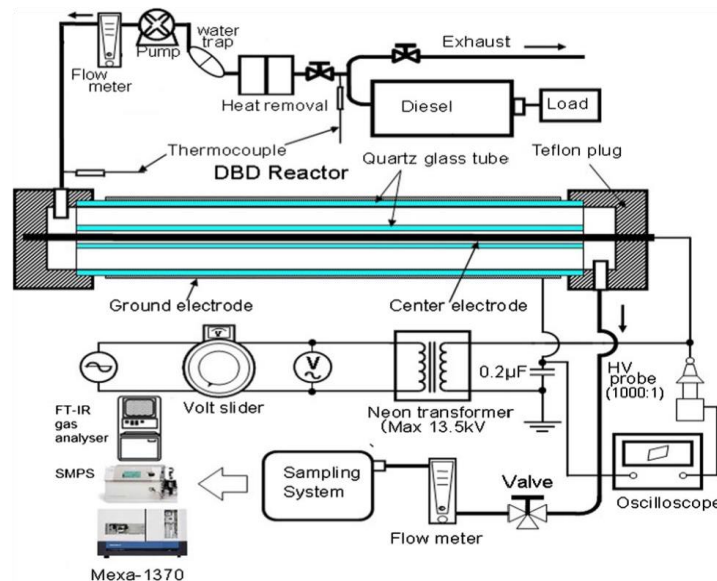 Flow
meter
Pump
water
trap
Heat removal
Exhaust
Diesel
Load
Thermocouple
DBD Reactor
Quartz glass tube
Teflon plug
Ground electrode
Center electrode
V
Volt slider
V
Neon transformer
(Max 13.5kV
0.2µF
HV
probe
(1000:1)
Oscilloscope
FT-IR
gas
analyser
SMPS
Mexa-1370
Sampling
System
Flow meter
Valve